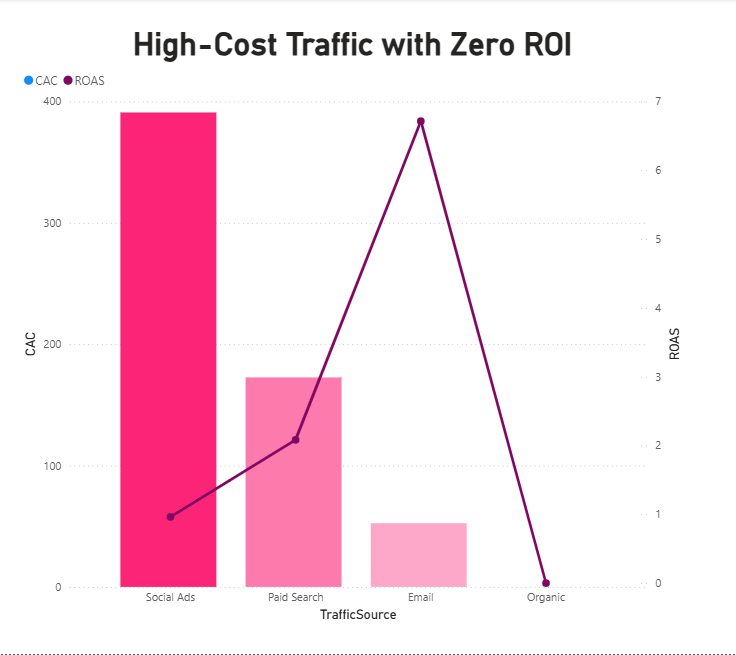 High-Cost Traffic with Zero ROI
CAC ROAS
400
300
200
100
0
CAC
7
6
5
4
3
2
1
0
ROAS
Social Ads Paid Search Email Organic
TrafficSource